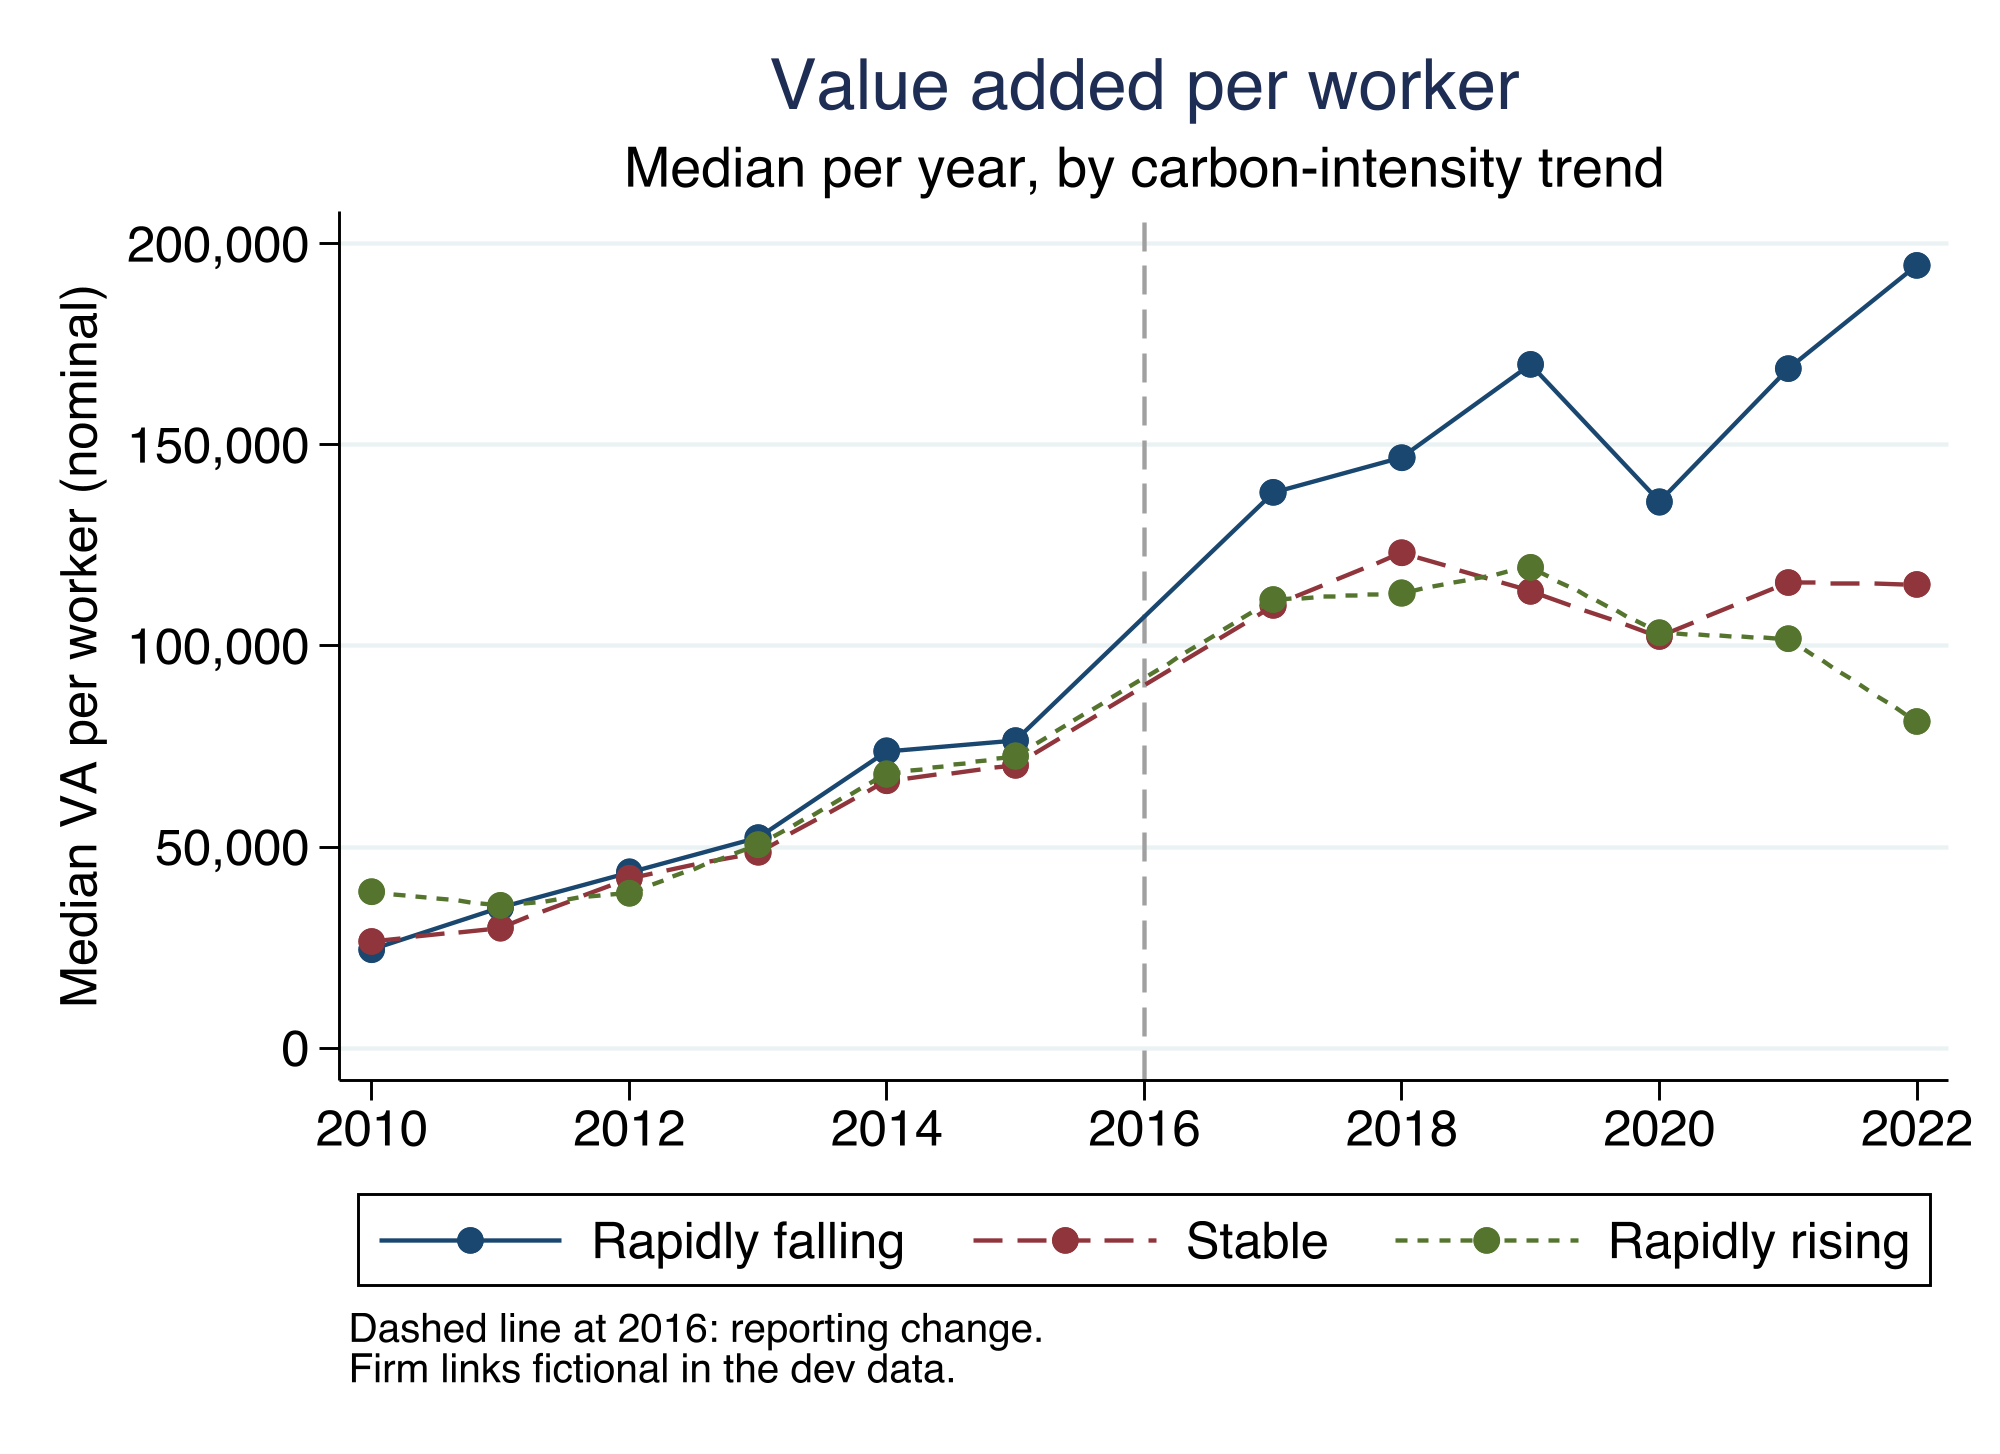 Value added per worker
Median per year, by carbon-intensity trend
Median VA per worker (nominal)
200,000
150,000
100,000
50,000
0
2010 2012 2014 2016 2018 2020 2022
Rapidly falling Stable Rapidly rising
Dashed line at 2016: reporting change.
Firm links fictional in the dev data.